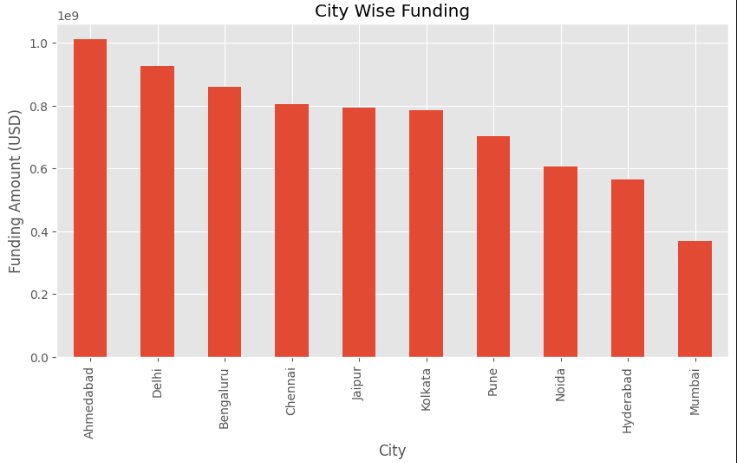 City Wise Funding
1e9
1.0
0.8
0.6
0.4
0.2
0.0
Funding Amount (USD)
Ahmedabad
Delhi
Bengaluru
Chennai
Jaipur
Kolkata
Pune
Noida
Hyderabad
Mumbai
City